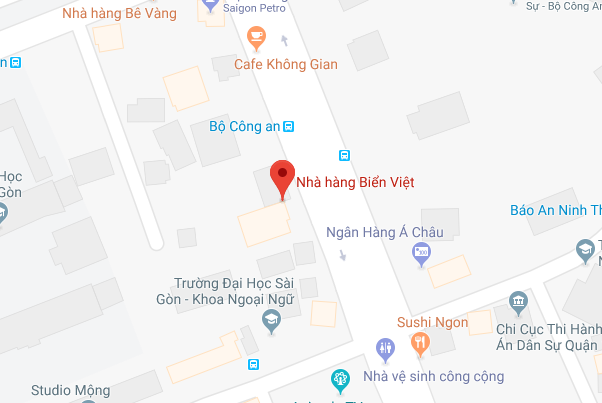 Saigon Petro
Sự - Bộ Công An
Nhà hàng Bê Vàng
Cafe Không Gian
Bộ Công an
Học
Gòn
Nhà hàng Biển Việt
Báo An Ninh Th
Ngân Hàng Á Châu
Trường Đại Học Sài
Gòn - Khoa Ngoại Ngữ
Sushi Ngon
Chi Cục Thi Hành
Án Dân Sự Quận
Nhà vệ sinh công cộng
Studio Mộng